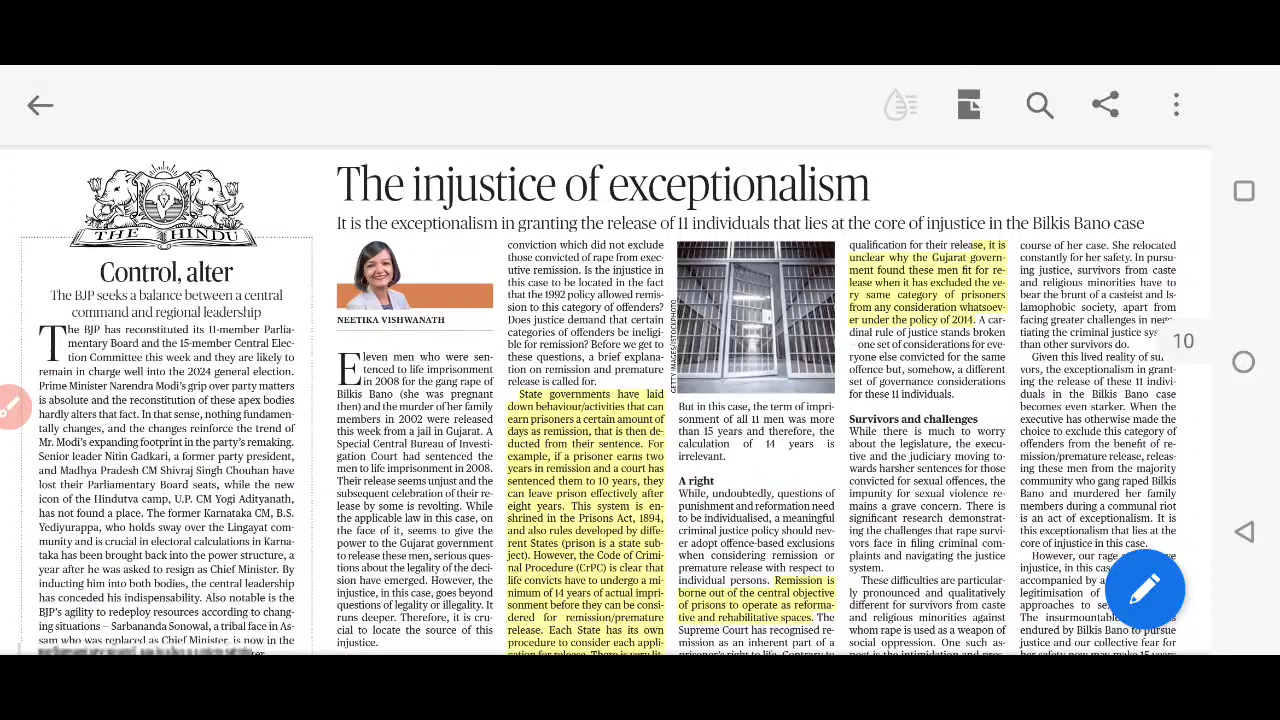 The injustice of exceptionalism
It is the exceptionalism in granting the release of 11 individuals that lies at the core of injustice in the Bilkis Bano case
THE HINDU
Control, alter
The BJP seeks a balance between a central
command and regional leadership
The BJP has reconstituted its 11-member Parlia-
mentary Board and the 15-member Central Elec-
tion Committee this week and they are likely to
remain in charge well into the 2024 general election.
Prime Minister Narendra Modi's grip over party matters
is absolute and the reconstitution of these apex bodies
hardly alters that fact. In that sense, nothing fundamen-
tally changes, and the changes reinforce the trend of
Mr. Modi's expanding footprint in the party's remaking.
Senior leader Nitin Gadkari, a former party president,
and Madhya Pradesh CM Shivraj Singh Chouhan have
lost their Parliamentary Board seats, while the new
icon of the Hindutva camp, U.P. CM Yogi Adityanath,
has not found a place. The former Karnataka CM, B.S.
Yediyurappa, who holds sway over the Lingayat com-
munity and is crucial in electoral calculations in Karna-
taka has been brought back into the power structure, a
year after he was asked to resign as Chief Minister. By
inducting him into both bodies, the central leadership
has conceded his indispensability. Also notable is the
BJP's agility to redeploy resources according to chang-
ing situations – Sarbananda Sonowal, a tribal face in As-
sam who was replaced as Chief Minister, is now in the
NEETIKA VISHWANATH
Eleven men who were sen-
tenced to life imprisonment
in 2008 for the gang rape of
Bilkis Bano (she was pregnant
then) and the murder of her family
members in 2002 were released
this week from a jail in Gujarat. A
Special Central Bureau of Investi-
gation Court had sentenced the
men to life imprisonment in 2008.
Their release seems unjust and the
subsequent celebration of their re-
lease by some is revolting. While
the applicable law in this case, on
the face of it, seems to give the
power to the Gujarat government
to release these men, serious ques-
tions about the legality of the deci-
sion have emerged. However, the
injustice, in this case, goes beyond
questions of legality or illegality. It
runs deeper. Therefore, it is cru-
cial to locate the source of this
injustice.
conviction which did not exclude
those convicted of rape from exec-
utive remission. Is the injustice in
this case to be located in the fact
that the 1992 policy allowed remis-
sion to this category of offenders?
Does justice demand that certain
categories of offenders be ineligi-
ble for remission? Before we get to
these questions, a brief explana-
tion on remission and premature
release is called for.
State governments have laid
down behaviour/activities that can
earn prisoners a certain amount of
days as remission, that is then de-
ducted from their sentence. For
example, if a prisoner earns two
years in remission and a court has
sentenced them to 10 years, they
can leave prison effectively after
eight years. This system is en-
shrined in the Prisons Act, 1894,
and also rules developed by differ-
ent States (prison is a state sub-
ject). However, the Code of Crimi-
nal Procedure (CrPC) is clear that
life convicts have to undergo a mi-
nimum of 14 years of actual impri-
sonment before they can be consi-
dered for remission/premature
release. Each State has its own
procedure to consider each appli-
cation for release. There is very lit-
GETTY IMAGES/ISTOCKPHOTO
But in this case, the term of impri-
sonment of all 11 men was more
than 15 years and therefore, the
calculation of 14 years is
irrelevant.
A right
While, undoubtedly, questions of
punishment and reformation need
to be individualised, a meaningful
criminal justice policy should nev-
er adopt offence-based exclusions
when considering remission or
premature release with respect to
individual persons. Remission is
borne out of the central objective
of prisons to operate as reforma-
tive and rehabilitative spaces. The
Supreme Court has recognised re-
mission as an inherent part of a
prisoner's right to life. Contrary to
qualification for their release, it is
unclear why the Gujarat govern-
ment found these men fit for re-
lease when it has excluded the ve-
ry same category of prisoners
from any consideration whatsoev-
er under the policy of 2014. A car-
dinal rule of justice stands broken
– one set of considerations for eve-
ryone else convicted for the same
offence but, somehow, a different
set of governance considerations
for these 11 individuals.
Survivors and challenges
While there is much to worry
about the legislature, the execu-
tive and the judiciary moving to-
wards harsher sentences for those
convicted for sexual offences, the
impunity for sexual violence re-
mains a grave concern. There is
significant research demonstrat-
ing the challenges that rape survi-
vors face in filing criminal com-
plaints and navigating the justice
system.
These difficulties are particular-
ly pronounced and qualitatively
different for survivors from caste
and religious minorities against
whom rape is used as a weapon of
social oppression. One such as-
pect is the intimidation and
course of her case. She relocated
constantly for her safety. In pursu-
ing justice, survivors from caste
and religious minorities have to
bear the brunt of a casteist and Is-
lamophobic society, apart from
facing greater challenges in nego-
tiating the criminal justice
than other survivors do.
Given this lived reality of
vors, the exceptionalism in grant-
ing the release of these 11 indivi-
duals in the Bilkis Bano case
becomes even starker. When the
executive has otherwise made the
choice to exclude this category of
offenders from the benefit of re-
mission/premature release, releas-
ing these men from the majority
community who gang raped Bilkis
Bano and murdered her family
members during a communal riot
is an act of exceptionalism. It is
this exceptionalism that lies at the
core of injustice in this case.
However, our rage
injustice, in this
accompanied by a
legitimisation of
approaches to
The insurmountable
endured by Bilkis Bano to pursue
justice and our collective fear for
her safety now may make 15 years
10